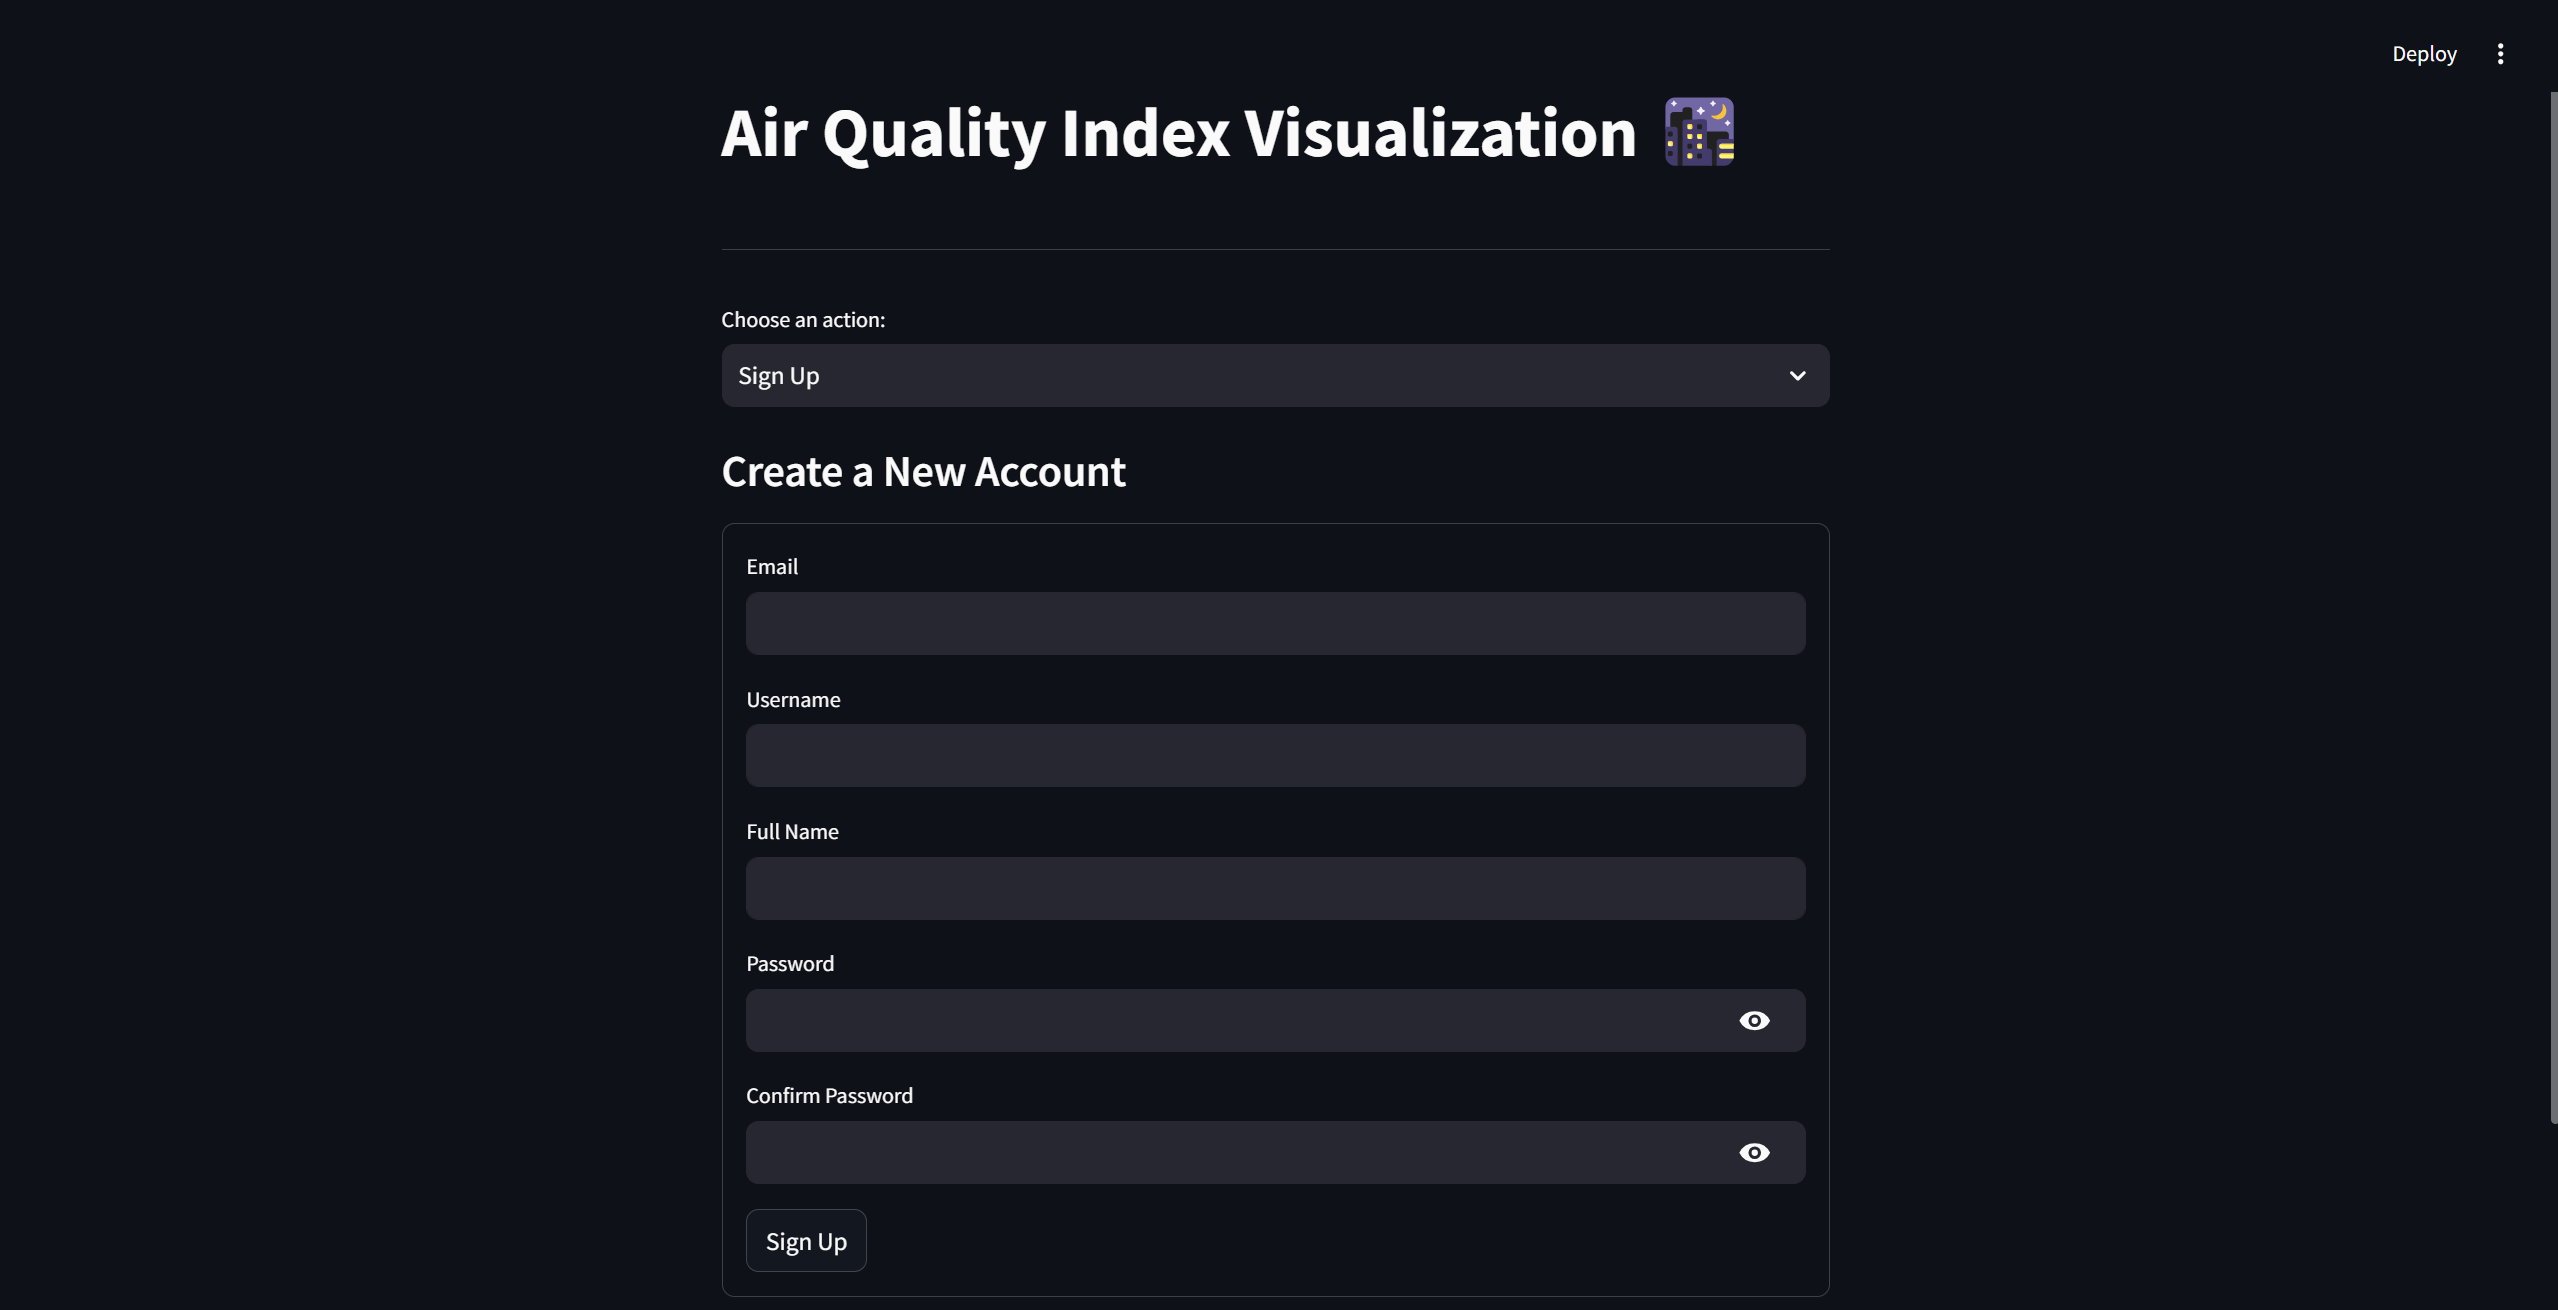 Deploy
Air Quality Index Visualization
Choose an action:
Sign Up
Create a New Account
Email
Username
Full Name
Password
Confirm Password
Sign Up